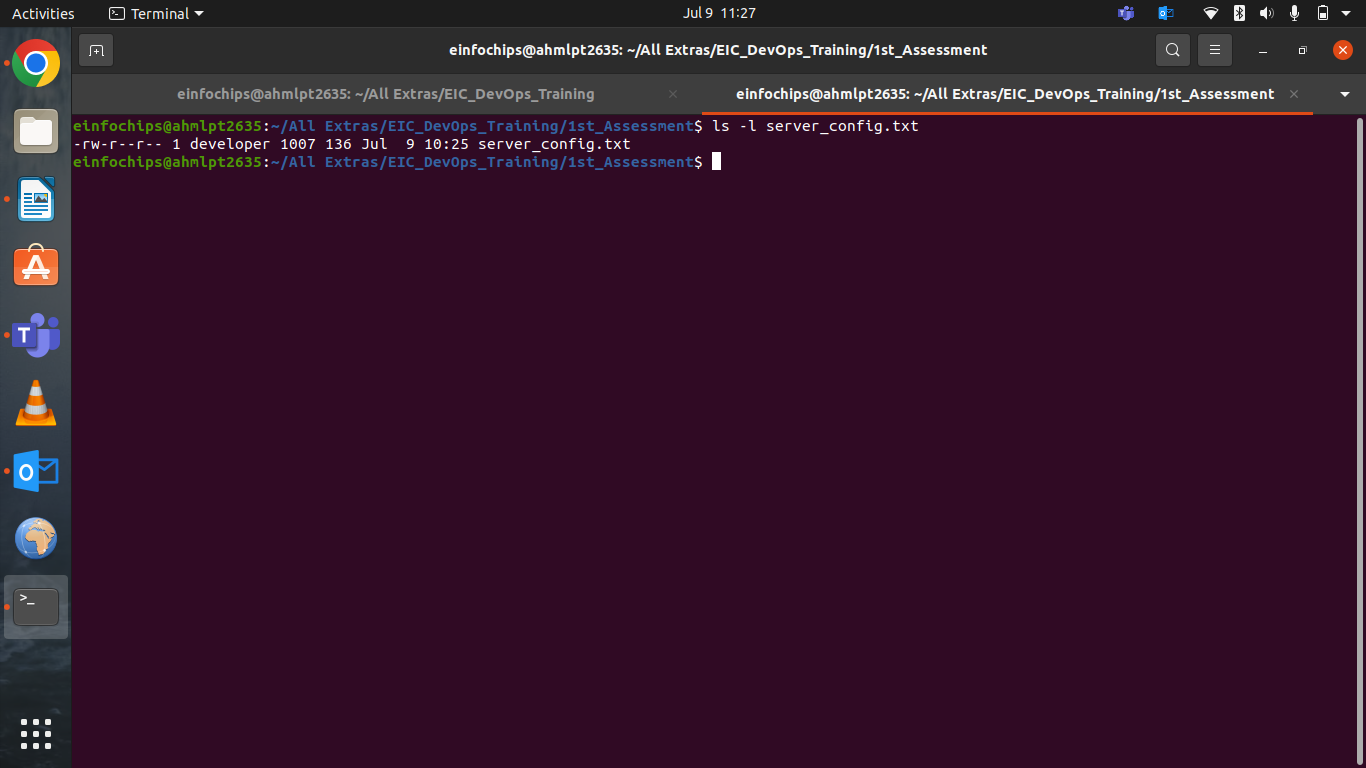 Activities Terminal Jul 9 11:27
einfochips@ahmlpt2635: ~/All Extras/EIC_DevOps_Training/1st_Assessment
einfochips@ahmlpt2635: ~/All Extras/EIC_DevOps_Training × einfochips@ahmlpt2635: ~/All Extras/EIC_DevOps_Training/1st_Assessment ×
einfochips@ahmlpt2635:~/All Extras/EIC_DevOps_Training/1st_Assessment$ ls -l server_config.txt
-rw-r--r-- 1 developer 1007 136 Jul  9 10:25 server_config.txt
einfochips@ahmlpt2635:~/All Extras/EIC_DevOps_Training/1st_Assessment$